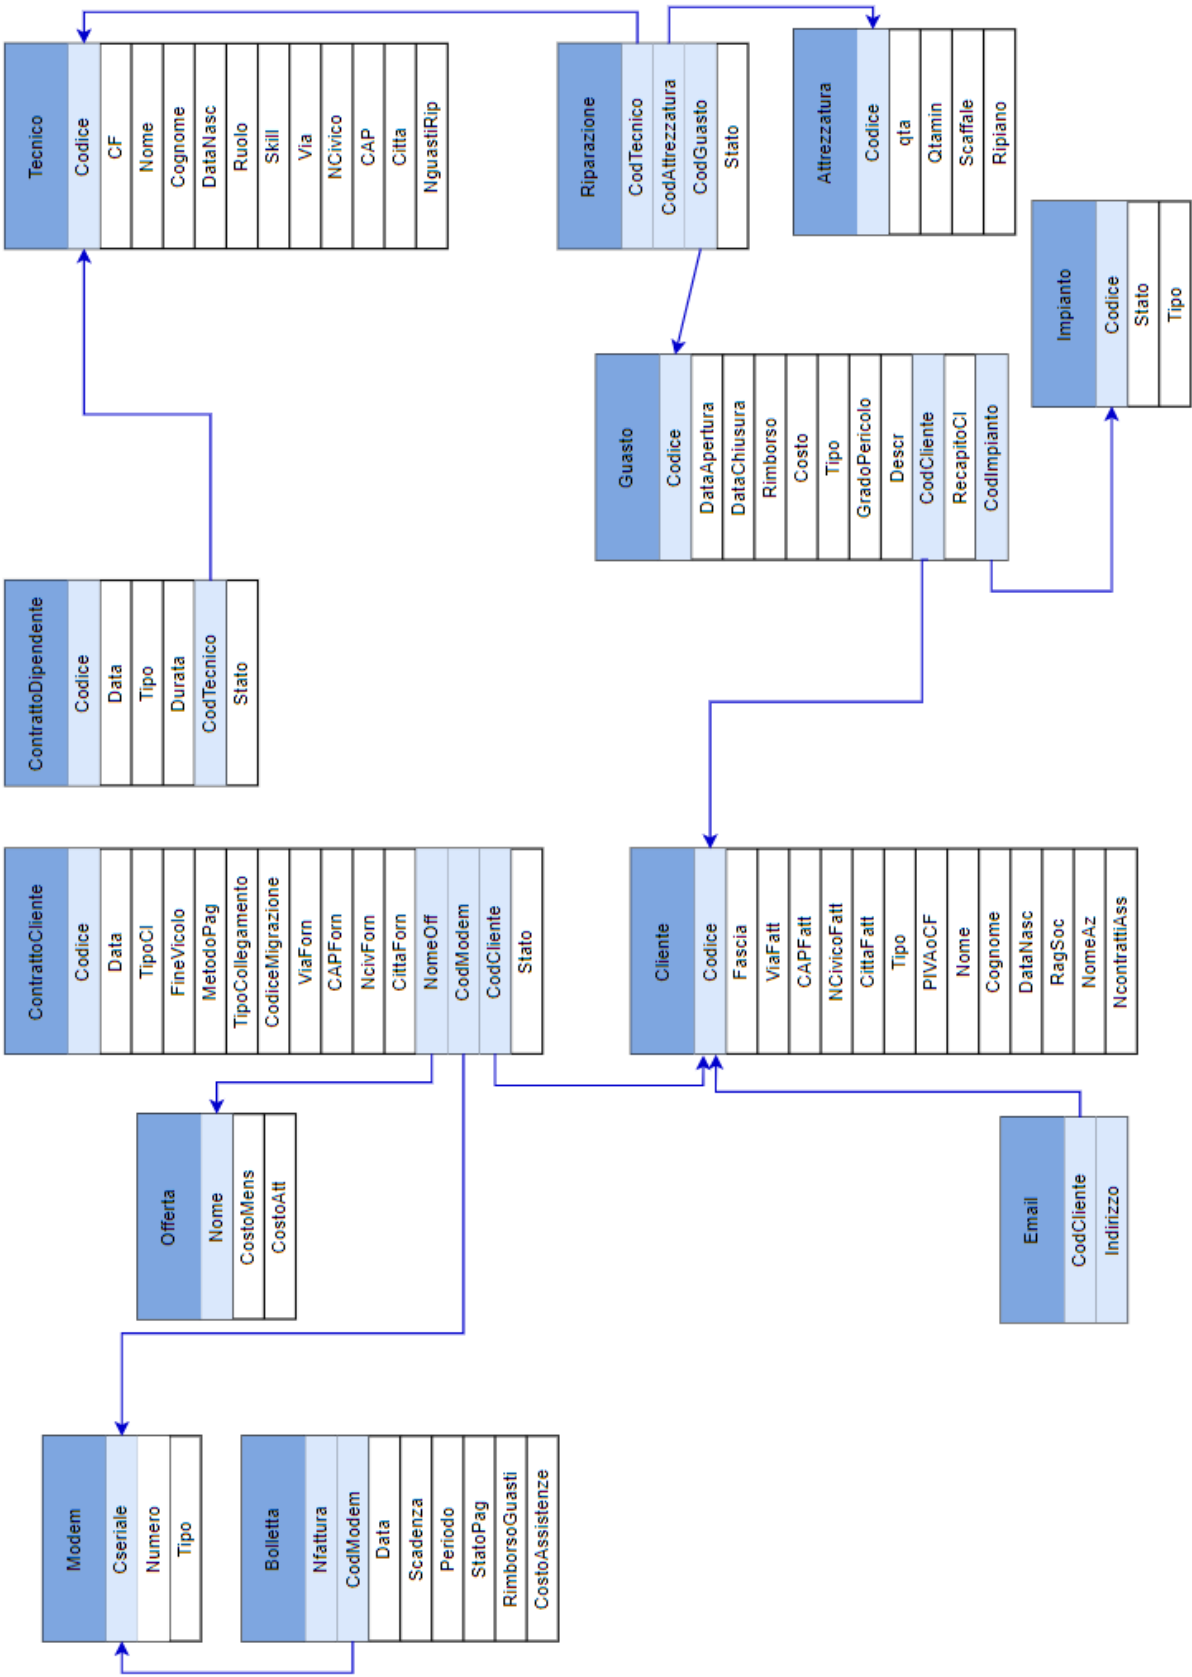 Modem
Cseriale
Numero
Tipo
Bolletta
Nfattura
CodModem
Data
Scadenza
Periodo
StatoPag
RimborsoGuasti
CostoAssistenze
Offerta
Nome
CostoMens
CostoAtt
Email
CodCliente
Indirizzo
ContrattoCliente
Codice
Data
TipoCl
FineVicolo
MetodoPag
TipoCollegamento
CodiceMigrazione
ViaForn
CAPForn
NcivForn
CittaForn
NomeOff
CodModem
CodCliente
Stato
Cliente
Codice
Fascia
ViaFatt
CAPFatt
NCivicoFatt
CittaFatt
Tipo
PIVAoCF
Nome
Cognome
DataNasc
RagSoc
NomeAz
NcontrattiAss
ContrattoDipendente
Codice
Data
Tipo
Durata
CodTecnico
Stato
Guasto
Codice
DataApertura
DataChiusura
Rimborso
Costo
Tipo
GradoPericolo
Descr
CodCliente
RecapitoCl
CodImpianto
Impianto
Codice
Stato
Tipo
Tecnico
Codice
CF
Nome
Cognome
DataNasc
Ruolo
Skill
Via
NCivico
CAP
Citta
NguastiRip
Riparazione
CodTecnico
CodAttrezzatura
CodGuasto
Stato
Attrezzatura
Codice
qta
Qtamin
Scaffale
Ripiano